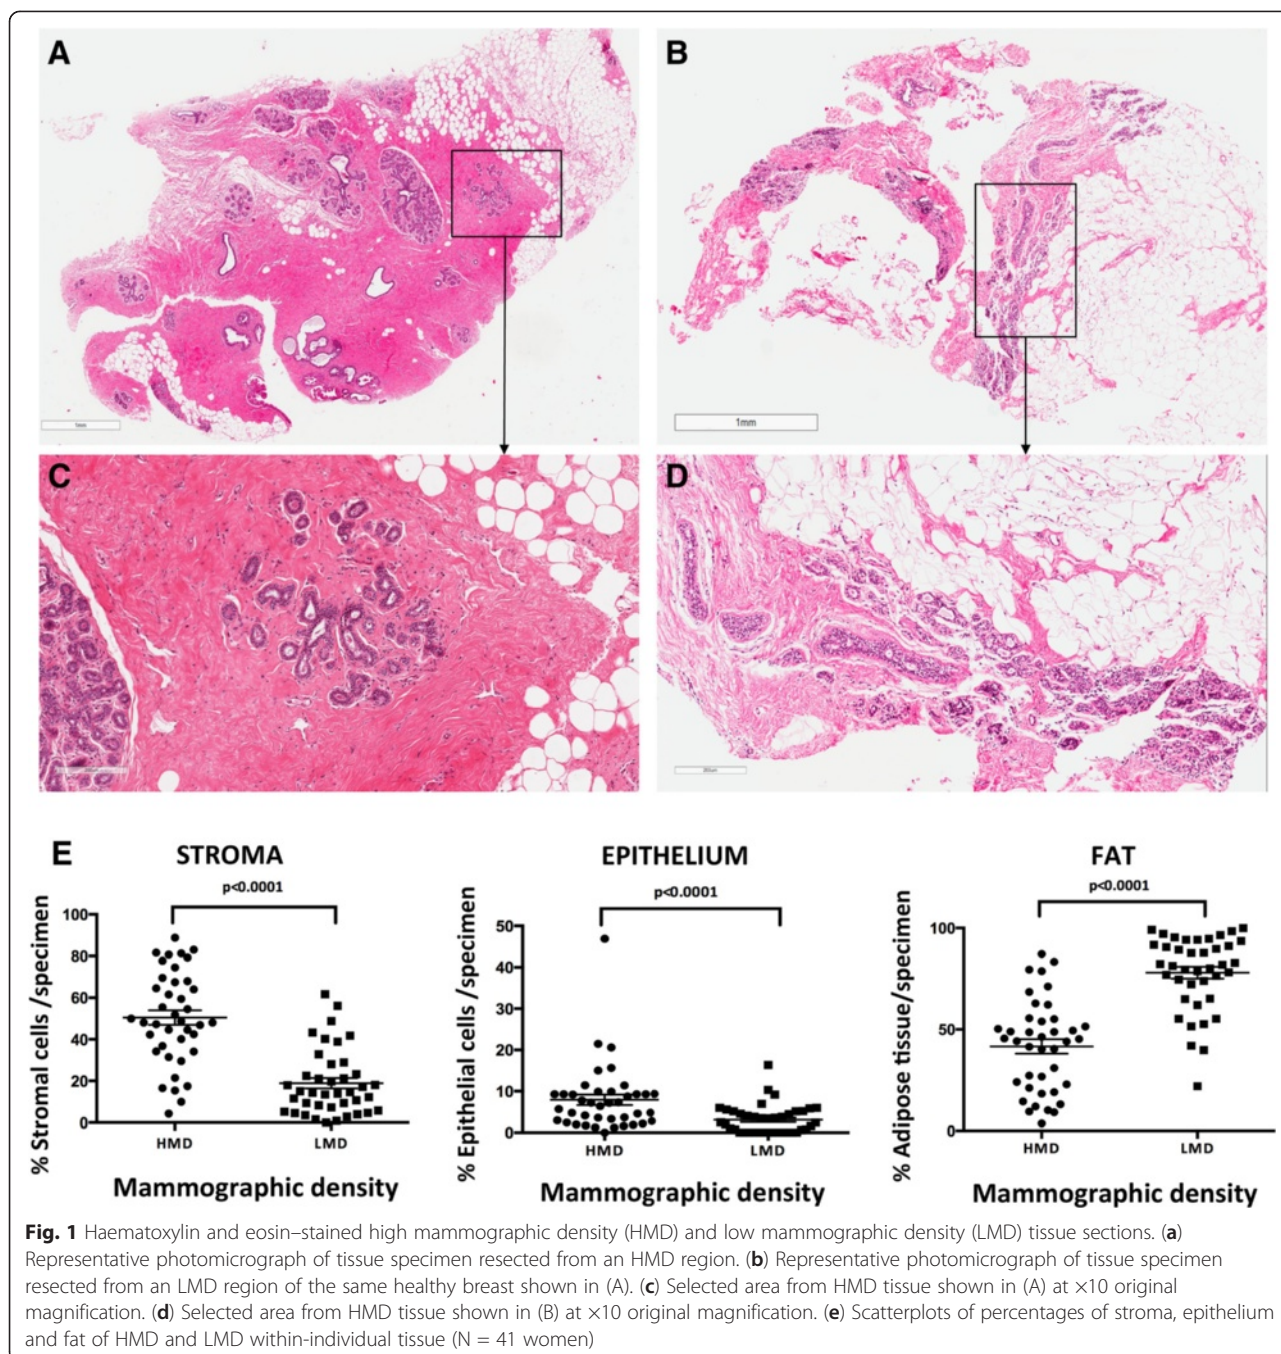 A
B
1mm
1mm
C
D
E
STROMA
EPITHELIUM
FAT
p<0.0001
p<0.0001
p<0.0001
% Stromal cells /specimen
100
80
60
40
20
0
HMD
LMD
Mammographic density
% Epithelial cells /specimen
50
40
30
20
10
0
HMD
LMD
Mammographic density
% Adipose tissue/specimen
100
50
0
HMD
LMD
Mammographic density
Fig. 1 Haematoxylin and eosin–stained high mammographic density (HMD) and low mammographic density (LMD) tissue sections. (a)
Representative photomicrograph of tissue specimen resected from an HMD region. (b) Representative photomicrograph of tissue specimen
resected from an LMD region of the same healthy breast shown in (A). (c) Selected area from HMD tissue shown in (A) at ×10 original
magnification. (d) Selected area from HMD tissue shown in (B) at ×10 original magnification. (e) Scatterplots of percentages of stroma, epithelium
and fat of HMD and LMD within-individual tissue (N = 41 women)